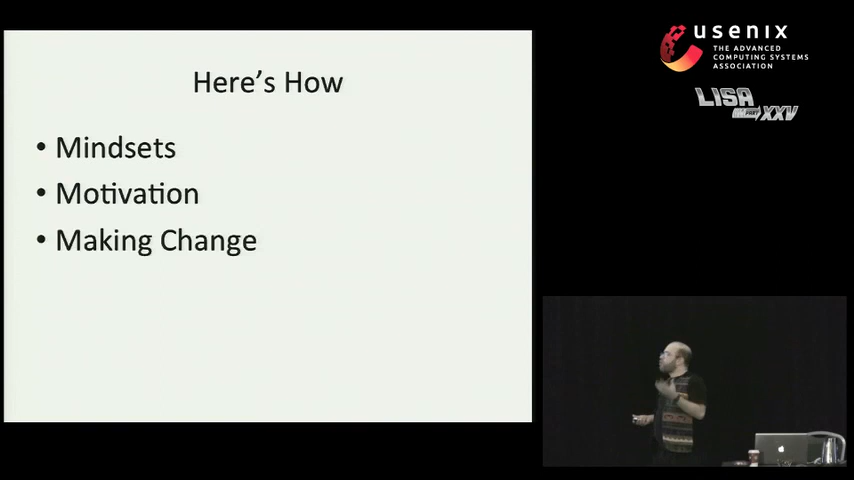 Here's How
• Mindsets
• Motivation
• Making Change
usenix
THE ADVANCED
COMPUTING SYSTEMS
ASSOCIATION
LISA
XXV